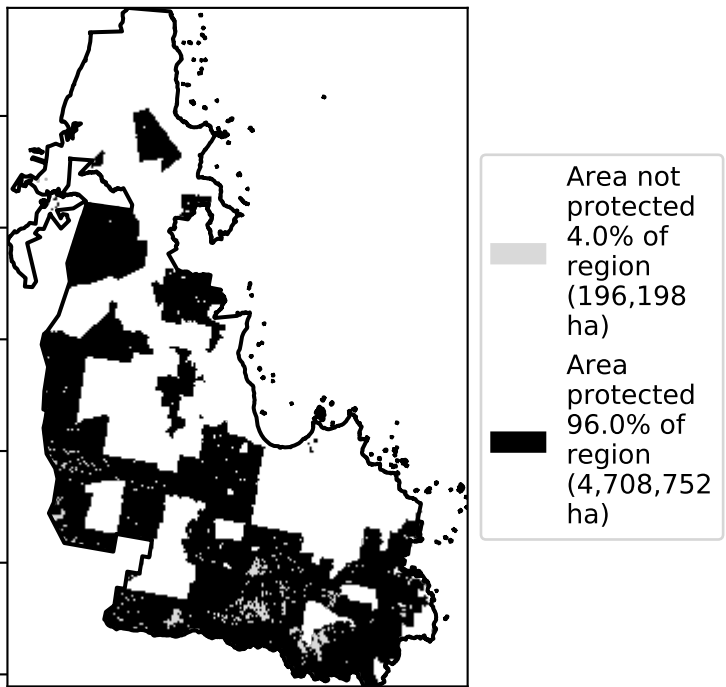 Area not
protected
4.0% of
region
(196,198
ha)
Area
protected
96.0% of
region
(4,708,752
ha)